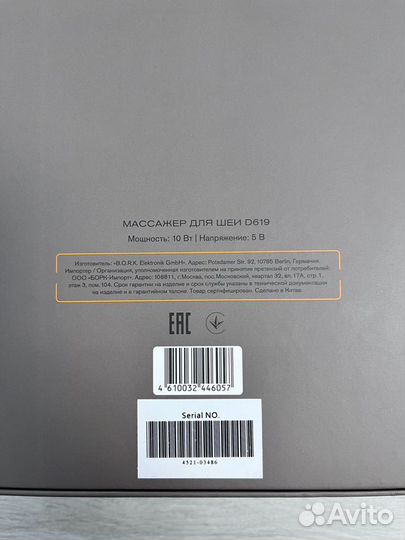 МАССАЖЕР ДЛЯ ШЕИ D619
Мощность: 10 Вт | Напряжение: 5 В
Изготовитель: «B.O.R.K. Elektronik GmbH». Адрес: Potsdamer Str. 92, 10785 Berlin, Германия.
Импортер / Организация, уполномоченная изготовителем на принятие претензий от потребителей:
ООО «БОРК-Импорт». Адрес: 108811, г.Москва, пос.Московский, квартал 32, вл.17А, стр.1,
этаж 3, пом.104. Срок гарантии на изделие и срок службы указаны в технической документации
на изделие и в гарантийном талоне. Товар сертифицирован. Сделано в Китае.
EAC
4 610032 446057
Serial NO.
4521-03486
Avito